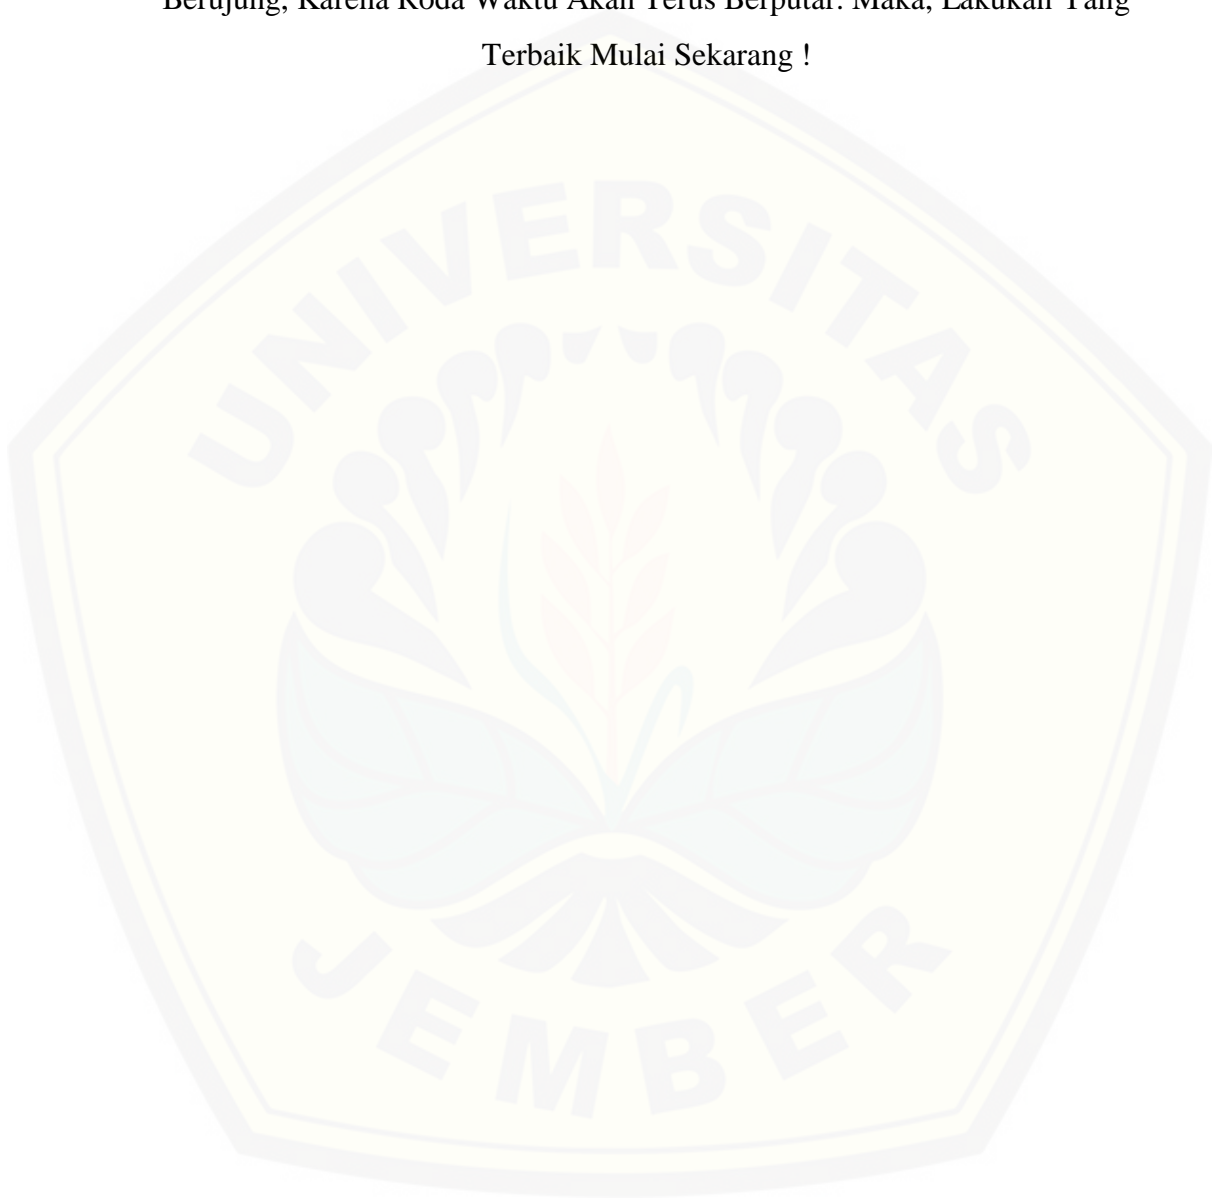 Berujung, Karena Roda Waktu Akan Terus Berputar. Maka, Lakukan Yang
Terbaik Mulai Sekarang !
UNIVERSITAS
JEMBER